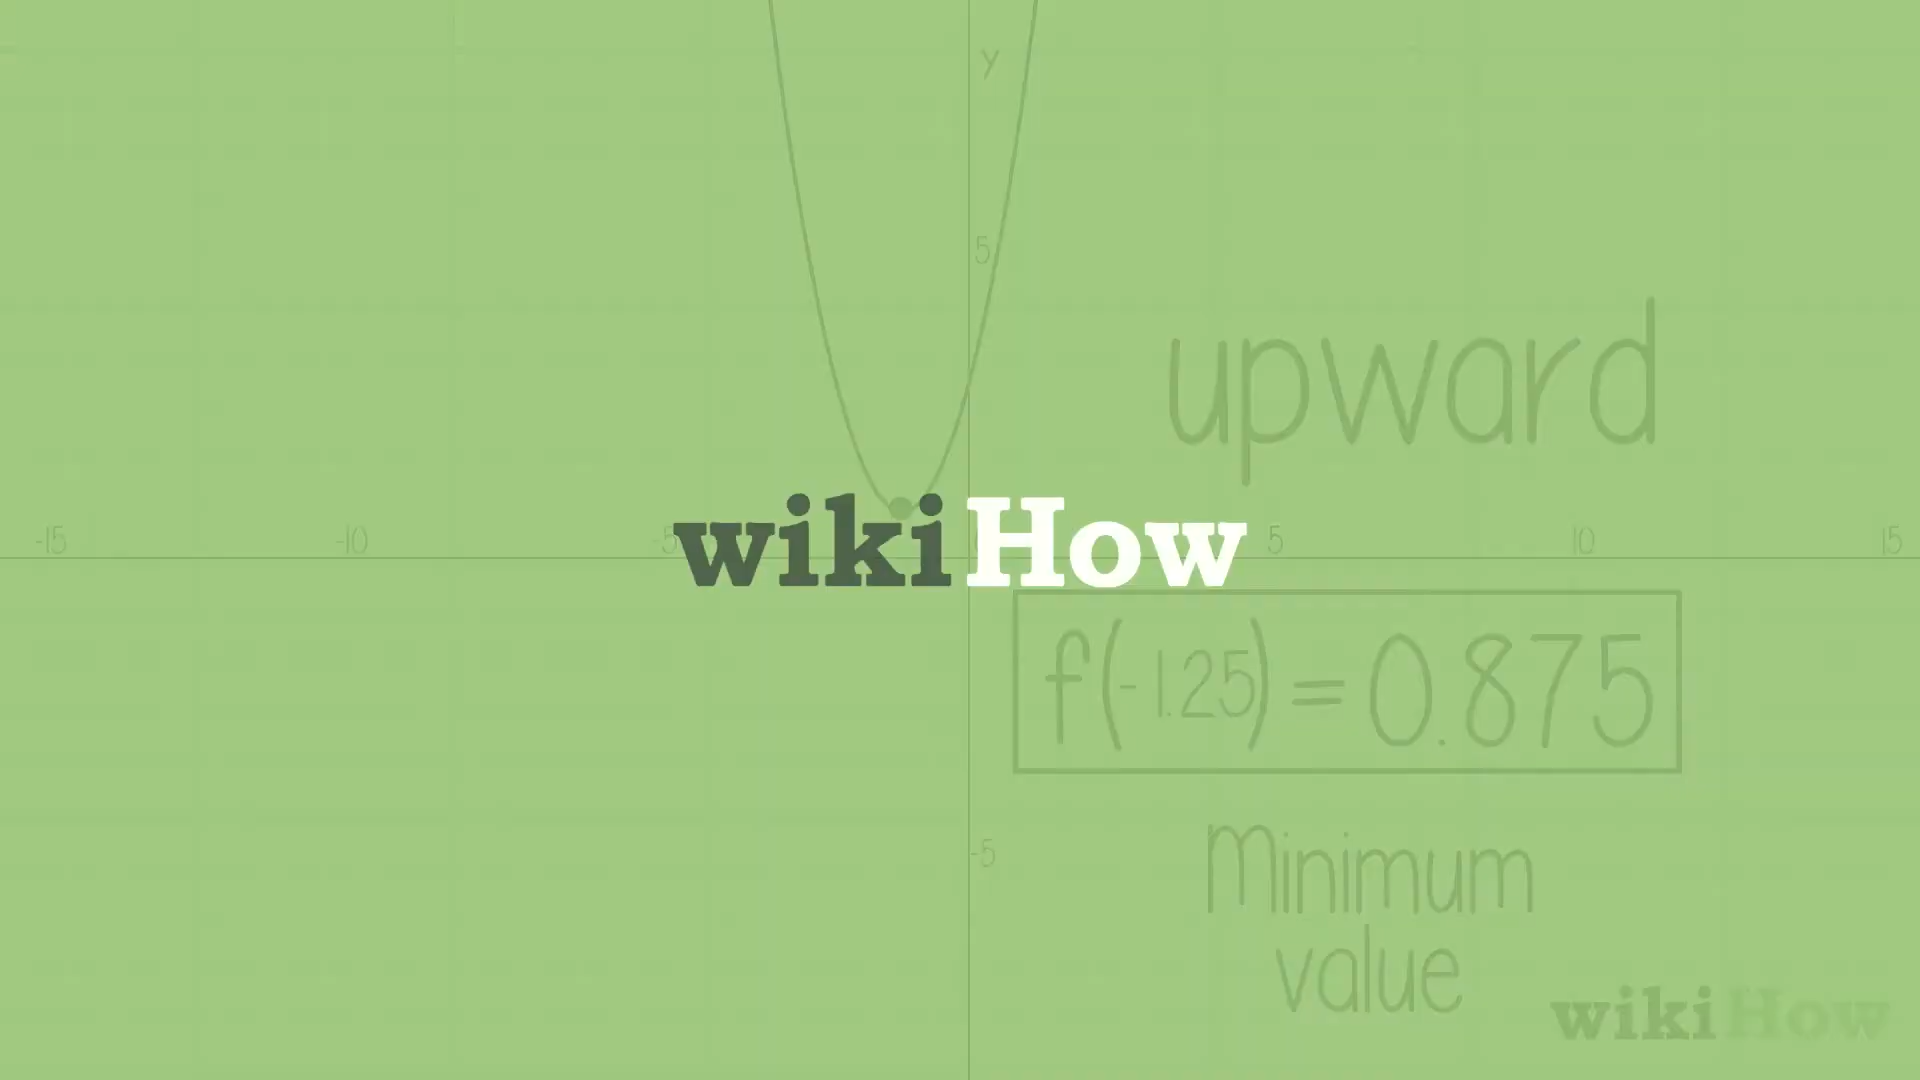 y
5
upward
-15 -10 -5 5 10 15
wikiHow
f(-1.25) = 0.875
-5
Minimum
value
wikiHow